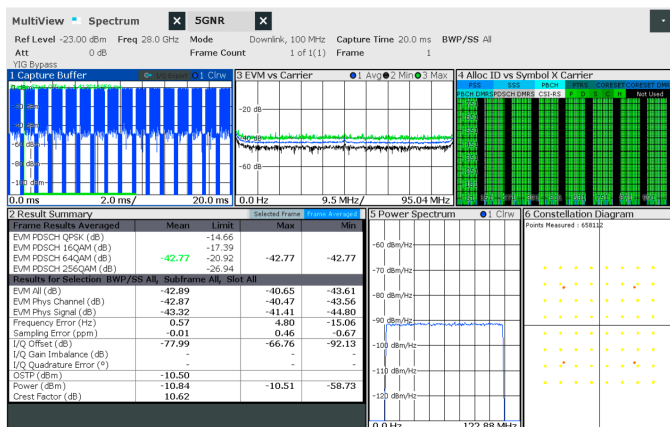 MultiView Spectrum X 5GNR X
Ref Level -23.00 dBm Freq 28.0 GHz Mode Downlink, 100 MHz Capture Time 20.0 ms BWP/SS All
Att 0 dB Frame Count 1 of 1(1) Frame 1
YIG Bypass
1 Capture Buffer 1 Clrw
0.0 ms 2.0 ms/ 20.0 ms
3 EVM vs Carrier 1 Avg 2 Min 3 Max
-20 dB
-40 dB
-60 dB
0.0 Hz 9.5 MHz/ 95.04 MHz
4 Alloc ID vs Symbol X Carrier
PSS SSS PBCH PTRS CORESET CORESET DMRS
PBCH DMRS PDSCH DMRS CSI-RS P D S C H Not Used
2 Result Summary Selected Frame Frame Averaged
Frame Results Averaged Mean Limit Max Min
EVM PDSCH QPSK (dB) -14.66
EVM PDSCH 16QAM (dB) -17.39
EVM PDSCH 64QAM (dB) -42.77 -20.92 -42.77 -42.77
EVM PDSCH 256QAM (dB) -26.94
Results for Selection BWP/SS All, Subframe All, Slot All
EVM All (dB) -42.89 -40.65 -43.61
EVM Phys Channel (dB) -42.87 -40.47 -43.56
EVM Phys Signal (dB) -43.32 -41.41 -44.80
Frequency Error (Hz) 0.57 4.80 -15.06
Sampling Error (ppm) -0.01 0.46 -0.67
I/Q Offset (dB) -77.99 -66.76 -92.13
I/Q Gain Imbalance (dB) - - -
I/Q Quadrature Error (°) - - -
OSTP (dBm) -10.50
Power (dBm) -10.84 -10.51 -58.73
Crest Factor (dB) 10.62
5 Power Spectrum 1 Clrw
-60 dBm/Hz
-70 dBm/Hz
-80 dBm/Hz
-90 dBm/Hz
-100 dBm/Hz
-110 dBm/Hz
-120 dBm/Hz
0.0 Hz 122.88 MHz
6 Constellation Diagram
Points Measured : 658112